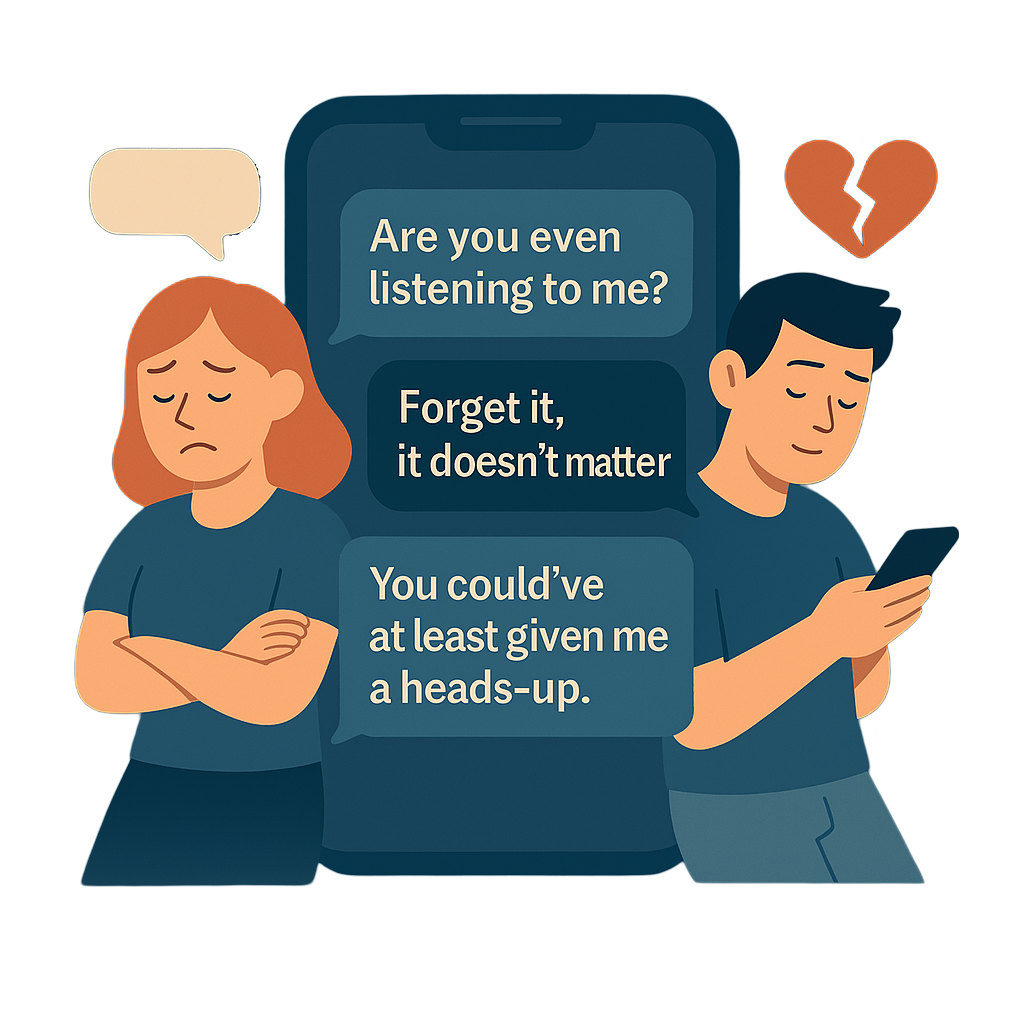 Are you even
listening to me?
Forget it,
it doesn’t matter
You could’ve
at least given me
a heads-up.